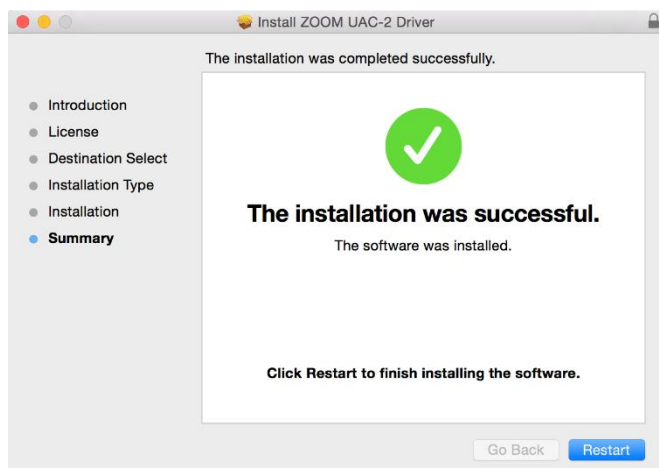 Install ZOOM UAC-2 Driver
The installation was completed successfully.
Introduction
License
Destination Select
Installation Type
Installation
Summary
The installation was successful.
The software was installed.
Click Restart to finish installing the software.
Go Back
Restart